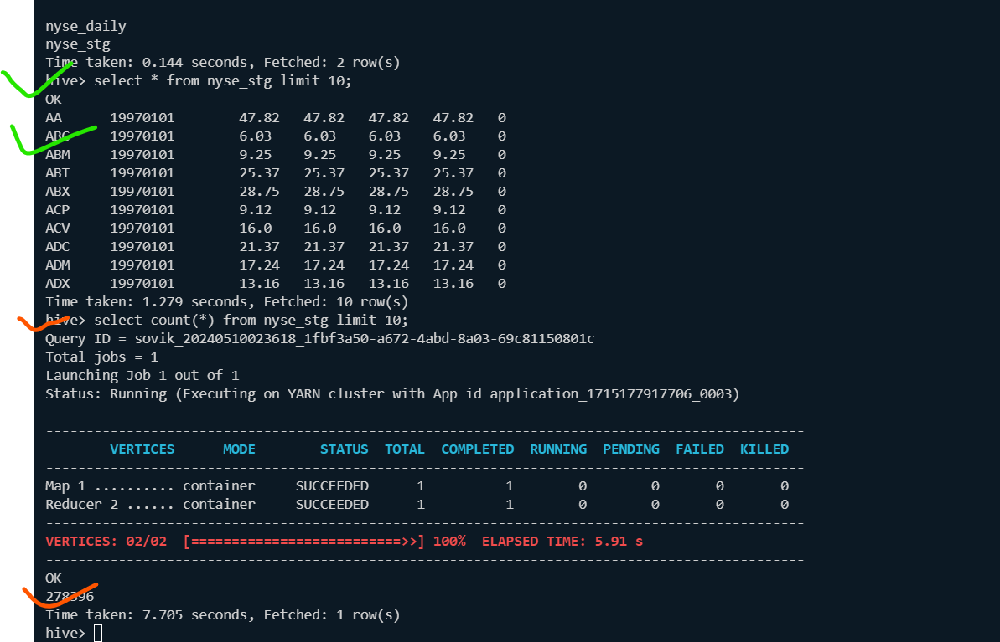 nyse_daily
nyse_stg
Time taken: 0.144 seconds, Fetched: 2 row(s)
hive> select * from nyse_stg limit 10;
OK
AA 19970101 47.82 47.82 47.82 47.82 0
ABC 19970101 6.03 6.03 6.03 6.03 0
ABM 19970101 9.25 9.25 9.25 9.25 0
ABT 19970101 25.37 25.37 25.37 25.37 0
ABX 19970101 28.75 28.75 28.75 28.75 0
ACP 19970101 9.12 9.12 9.12 9.12 0
ACV 19970101 16.0 16.0 16.0 16.0 0
ADC 19970101 21.37 21.37 21.37 21.37 0
ADM 19970101 17.24 17.24 17.24 17.24 0
ADX 19970101 13.16 13.16 13.16 13.16 0
Time taken: 1.279 seconds, Fetched: 10 row(s)
hive> select count(*) from nyse_stg limit 10;
Query ID = sovik_20240510023618_1fbf3a50-a672-4abd-8a03-69c81150801c
Total jobs = 1
Launching Job 1 out of 1
Status: Running (Executing on YARN cluster with App id application_1715177917706_0003)
----------------------------------------------------------------------------------------------
VERTICES MODE STATUS TOTAL COMPLETED RUNNING PENDING FAILED KILLED
----------------------------------------------------------------------------------------------
Map 1 .......... container SUCCEEDED 1 1 0 0 0 0
Reducer 2 ...... container SUCCEEDED 1 1 0 0 0 0
----------------------------------------------------------------------------------------------
VERTICES: 02/02 [==========================>>] 100% ELAPSED TIME: 5.91 s
----------------------------------------------------------------------------------------------
OK
278396
Time taken: 7.705 seconds, Fetched: 1 row(s)
hive>